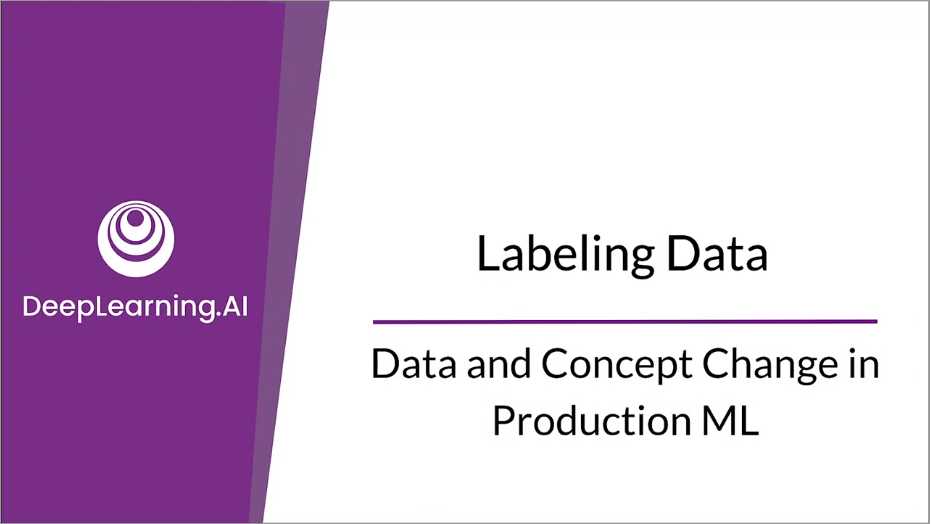 DeepLearning.AI
Labeling Data
Data and Concept Change in
Production ML